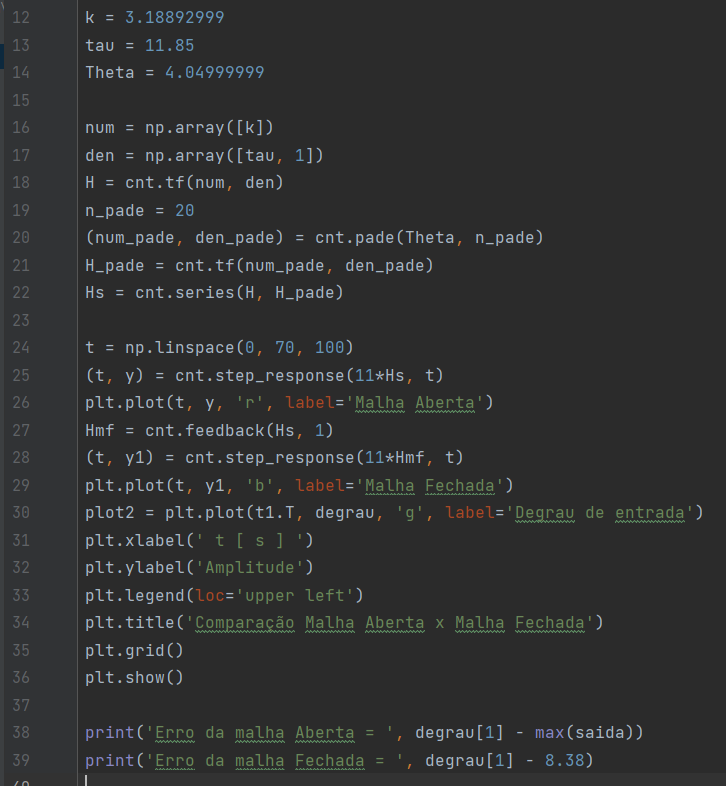 12 k = 3.18892999
13 tau = 11.85
14 Theta = 4.04999999
15
16 num = np.array([k])
17 den = np.array([tau, 1])
18 H = cnt.tf(num, den)
19 n_pade = 20
20 (num_pade, den_pade) = cnt.pade(Theta, n_pade)
21 H_pade = cnt.tf(num_pade, den_pade)
22 Hs = cnt.series(H, H_pade)
23
24 t = np.linspace(0, 70, 100)
25 (t, y) = cnt.step_response(11*Hs, t)
26 plt.plot(t, y, 'r', label='Malha Aberta')
27 Hmf = cnt.feedback(Hs, 1)
28 (t, y1) = cnt.step_response(11*Hmf, t)
29 plt.plot(t, y1, 'b', label='Malha Fechada')
30 plot2 = plt.plot(t1.T, degrau, 'g', label='Degrau de entrada')
31 plt.xlabel(' t [ s ] ')
32 plt.ylabel('Amplitude')
33 plt.legend(loc='upper left')
34 plt.title('Comparação Malha Aberta x Malha Fechada')
35 plt.grid()
36 plt.show()
37
38 print('Erro da malha Aberta = ', degrau[1] - max(saida))
39 print('Erro da malha Fechada = ', degrau[1] - 8.38)
40